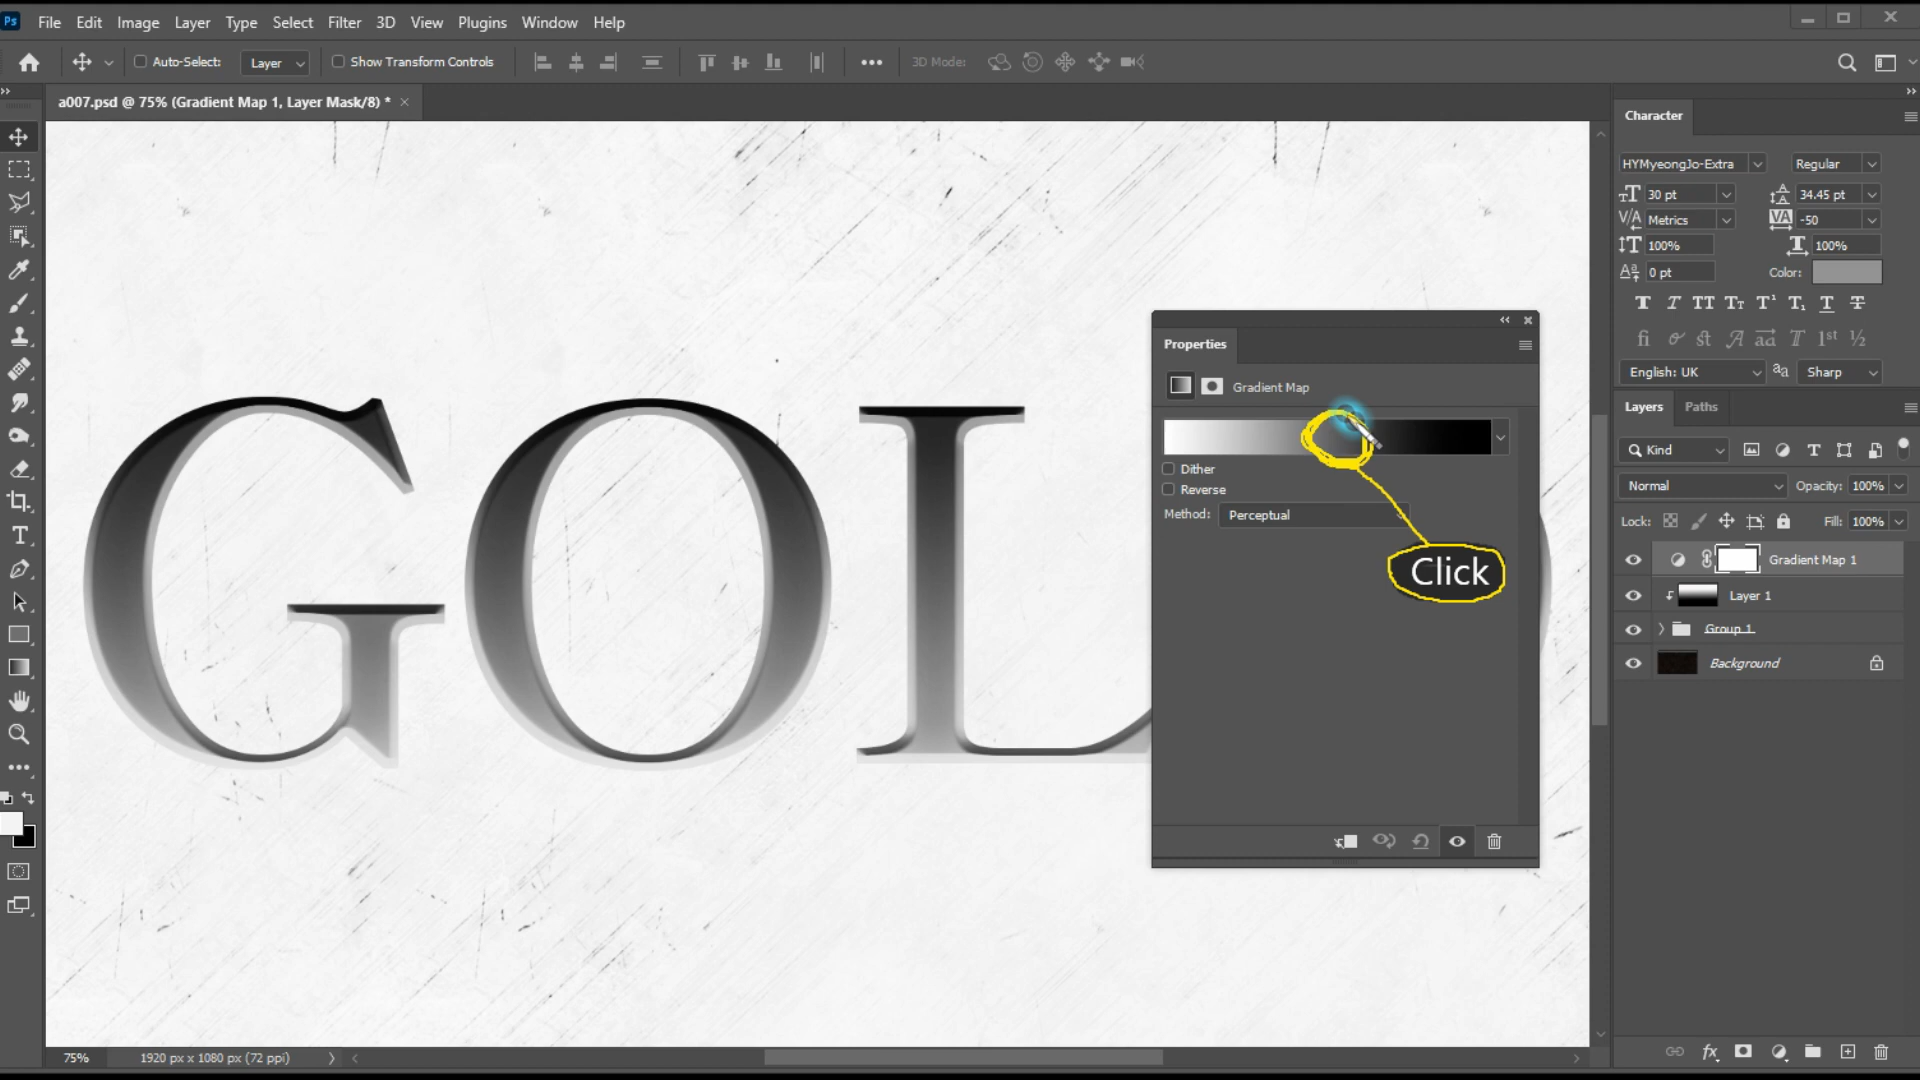 Ps File Edit Image Layer Type Select Filter 3D View Plugins Window Help
Auto-Select: Layer Show Transform Controls 3D Mode:
a007.psd @ 75% (Gradient Map 1, Layer Mask/8) *
GOL
Properties
Gradient Map
Dither
Reverse
Method: Perceptual
Click
Character
HYMyeongJo-Extra Regular
30 pt 34.45 pt
Metrics -50
100% 100%
0 pt Color:
English: UK Sharp
Layers Paths
Kind
Normal Opacity: 100%
Lock: Fill: 100%
Gradient Map 1
Layer 1
Group 1
Background
75% 1920 px x 1080 px (72 ppi)